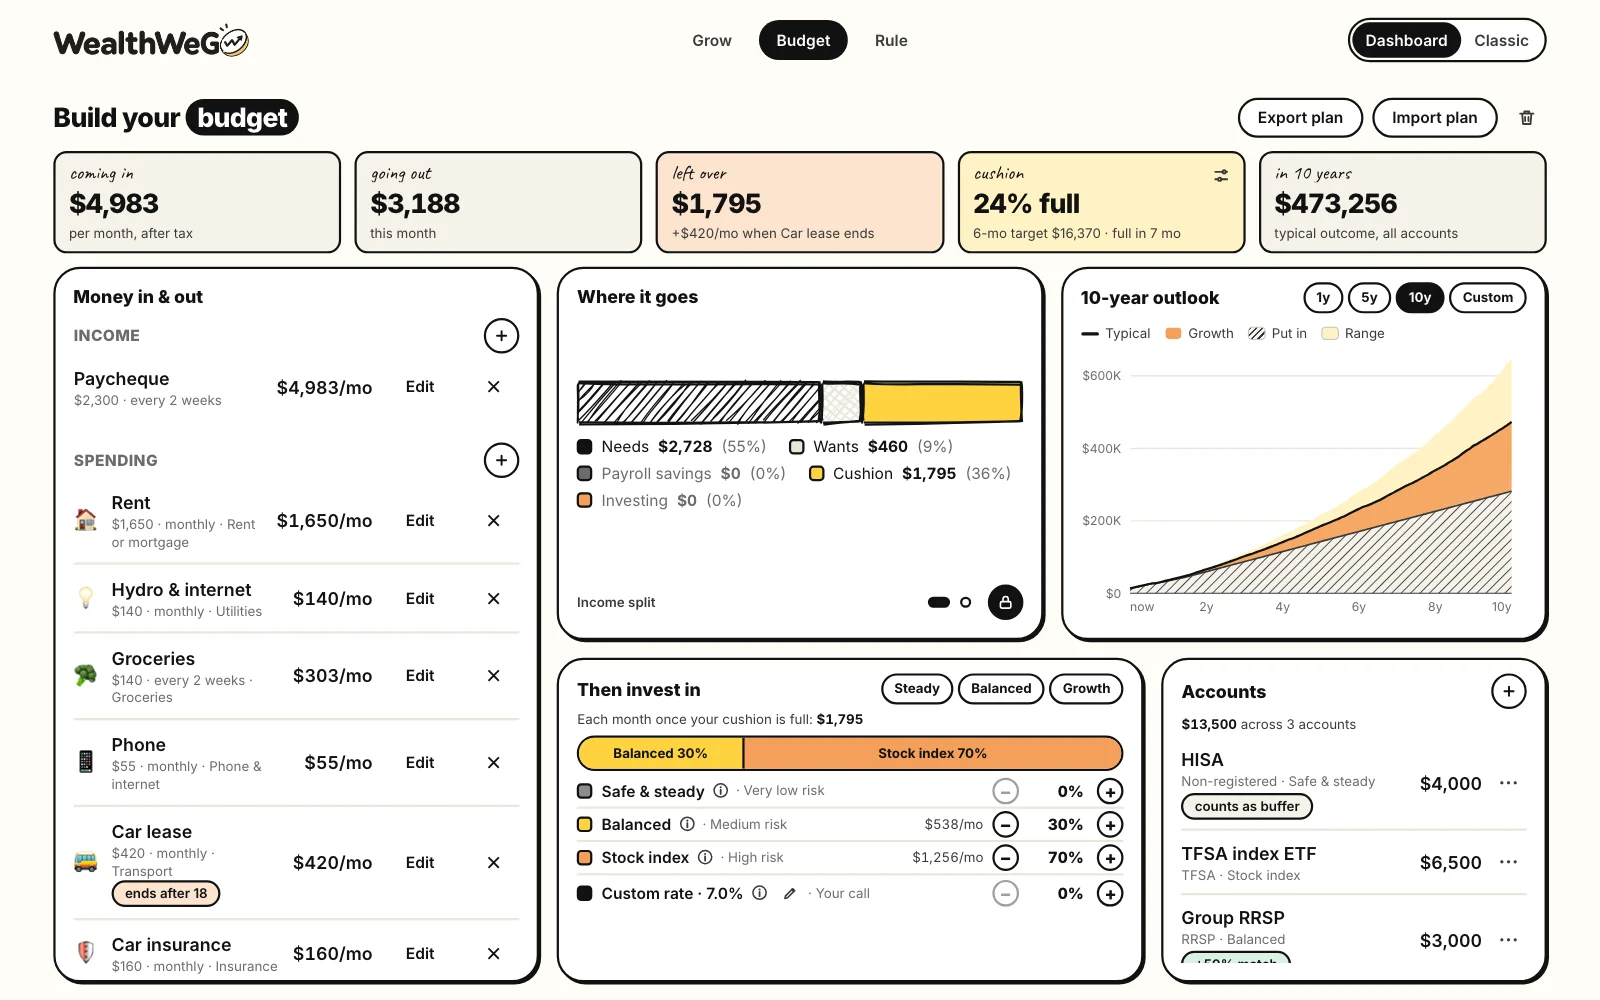 WealthWeG
Grow
Budget
Rule
Dashboard
Classic
Build your budget
Export plan
Import plan
coming in
$4,983
per month, after tax
going out
$3,188
this month
left over
$1,795
+$420/mo when Car lease ends
cushion
24% full
6-mo target $16,370 · full in 7 mo
in 10 years
$473,256
typical outcome, all accounts
Money in & out
INCOME
+
Paycheque
$2,300 · every 2 weeks
$4,983/mo
Edit
×
SPENDING
+
Rent
$1,650 · monthly · Rent
or mortgage
$1,650/mo
Edit
×
Hydro & internet
$140 · monthly · Utilities
$140/mo
Edit
×
Groceries
$140 · every 2 weeks ·
Groceries
$303/mo
Edit
×
Phone
$55 · monthly · Phone &
internet
$55/mo
Edit
×
Car lease
$420 · monthly ·
Transport
ends after 18
$420/mo
Edit
×
Car insurance
$160 · monthly · Insurance
$160/mo
Edit
×
Where it goes
Needs $2,728 (55%)
Wants $460 (9%)
Payroll savings $0 (0%)
Cushion $1,795 (36%)
Investing $0 (0%)
Income split
10-year outlook
1y
5y
10y
Custom
Typical
Growth
Put in
Range
$600K
$400K
$200K
$0
now
2y
4y
6y
8y
10y
Then invest in
Steady
Balanced
Growth
Each month once your cushion is full: $1,795
Balanced 30%
Stock index 70%
Safe & steady · Very low risk
− 0% +
Balanced · Medium risk
$538/mo − 30% +
Stock index · High risk
$1,256/mo − 70% +
Custom rate · 7.0% · Your call
− 0% +
Accounts
+
$13,500 across 3 accounts
HISA
Non-registered · Safe & steady
counts as buffer
$4,000
···
TFSA index ETF
TFSA · Stock index
$6,500
···
Group RRSP
RRSP · Balanced
+50% match
$3,000
···